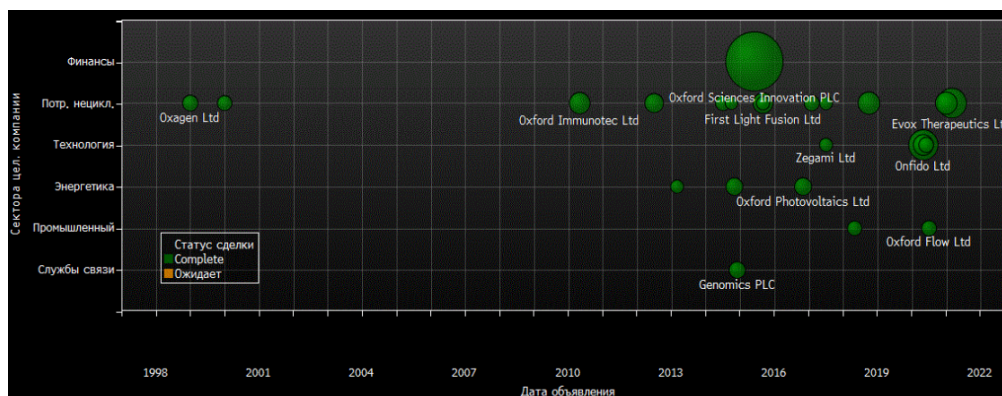 Сектора цел. компании
Финансы
Потр. нецикл.
Технология
Энергетика
Промышленный
Службы связи
Oxford Sciences Innovation PLC
Oxagen Ltd
Oxford Immunotec Ltd
First Light Fusion Ltd
Evox Therapeutics Lt
Zegami Ltd
Onfido Ltd
Oxford Photovoltaics Ltd
Oxford Flow Ltd
Genomics PLC
Статус сделки
Complete
Ожидает
1998 2001 2004 2007 2010 2013 2016 2019 2022
Дата объявления